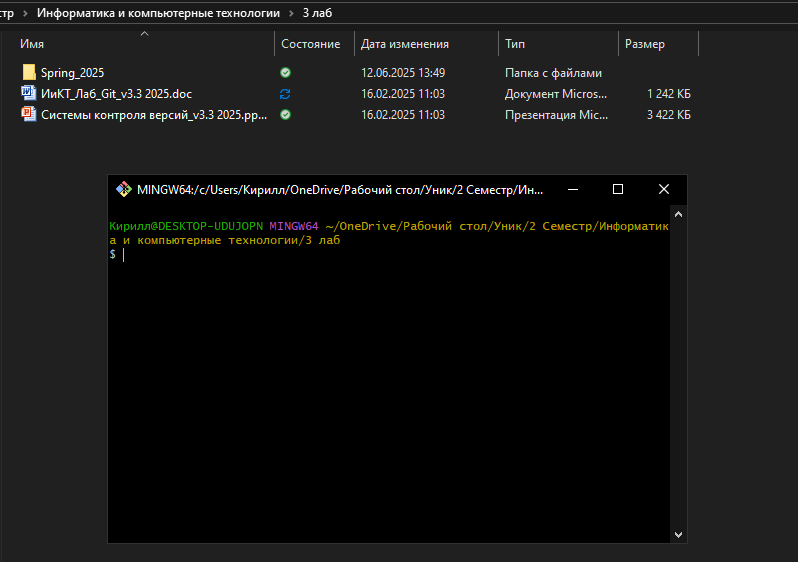 стр > Информатика и компьютерные технологии > 3 лаб
Имя Состояние Дата изменения Тип Размер
Spring_2025 12.06.2025 13:49 Папка с файлами
ИиКТ_Лаб_Git_v3.3 2025.doc 16.02.2025 11:03 Документ Micros... 1 242 КБ
Системы контроля версий_v3.3 2025.pp... 16.02.2025 11:03 Презентация Mic... 3 422 КБ
MINGW64:/c/Users/Кирилл/OneDrive/Рабочий стол/Уник/2 Семестр/Ин...
Кирилл@DESKTOP-UDUJOPN MINGW64 ~/OneDrive/Рабочий стол/Уник/2 Семестр/Информатик
а и компьютерные технологии/3 лаб
$